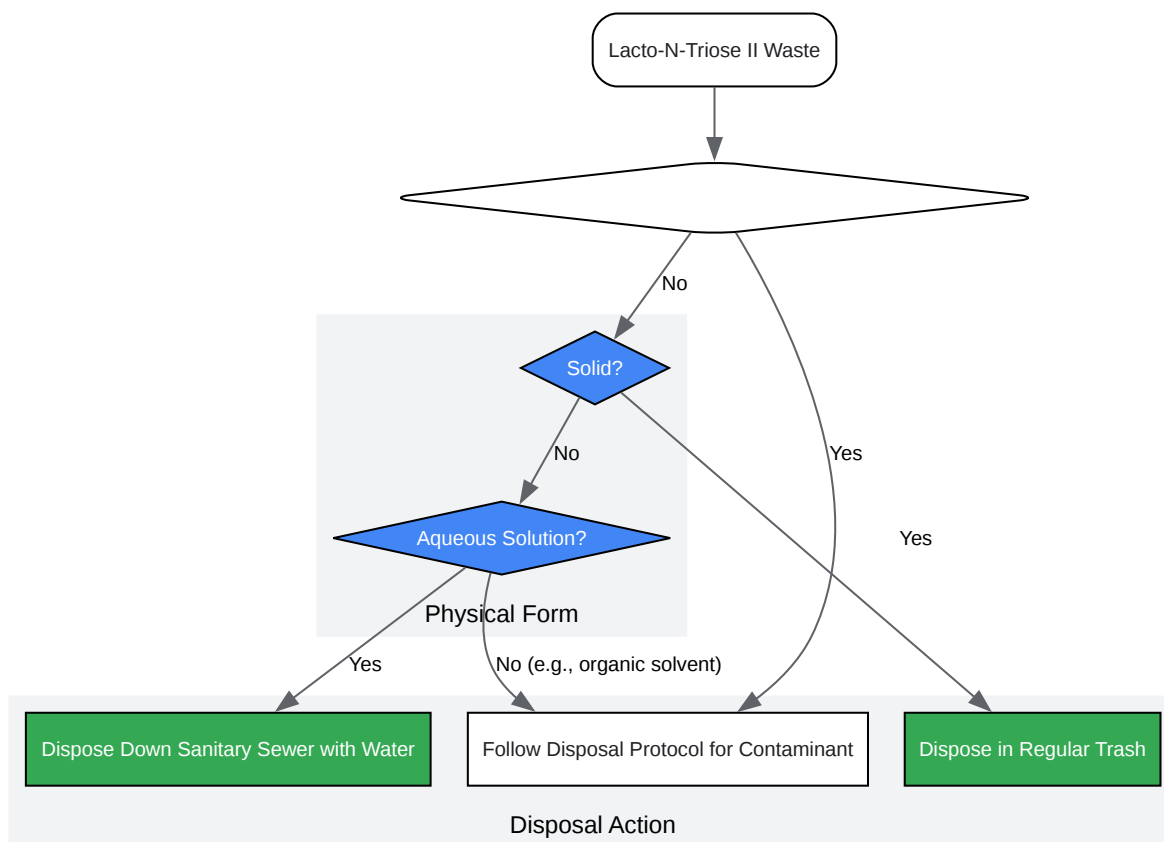 Lacto-N-Triose II Waste
No
Solid?
Yes
No
Yes
Aqueous Solution?
Physical Form
Yes
No (e.g., organic solvent)
Dispose Down Sanitary Sewer with Water
Follow Disposal Protocol for Contaminant
Dispose in Regular Trash
Disposal Action